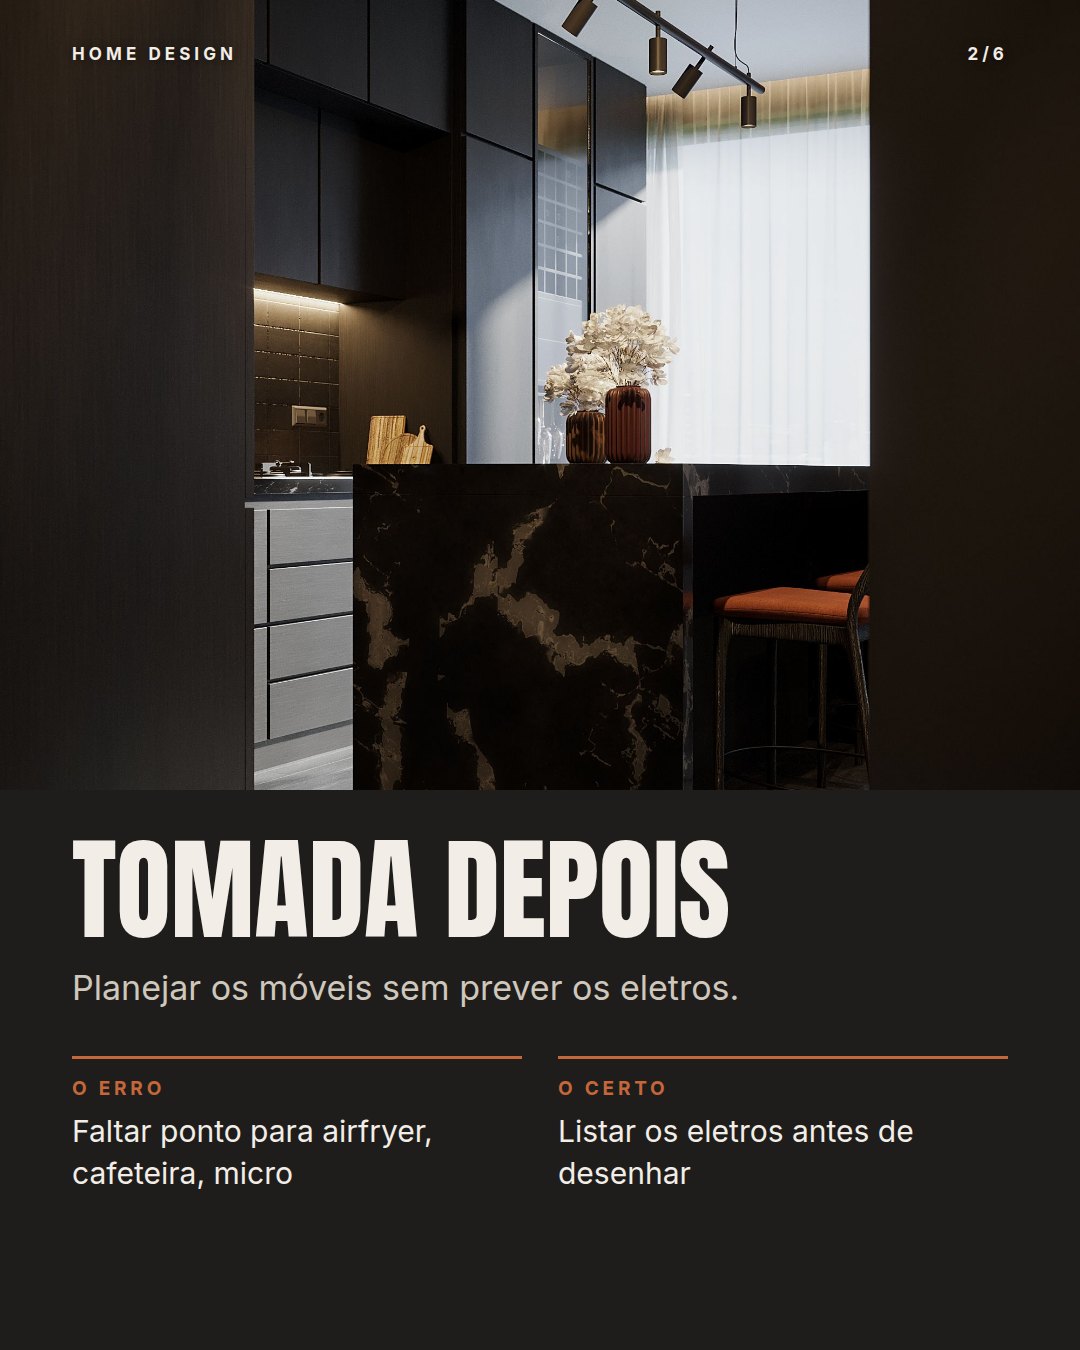 HOME DESIGN
2/6
TOMADA DEPOIS
Planejar os móveis sem prever os eletros.
O ERRO
Faltar ponto para airfryer,
cafeteira, micro
O CERTO
Listar os eletros antes de
desenhar